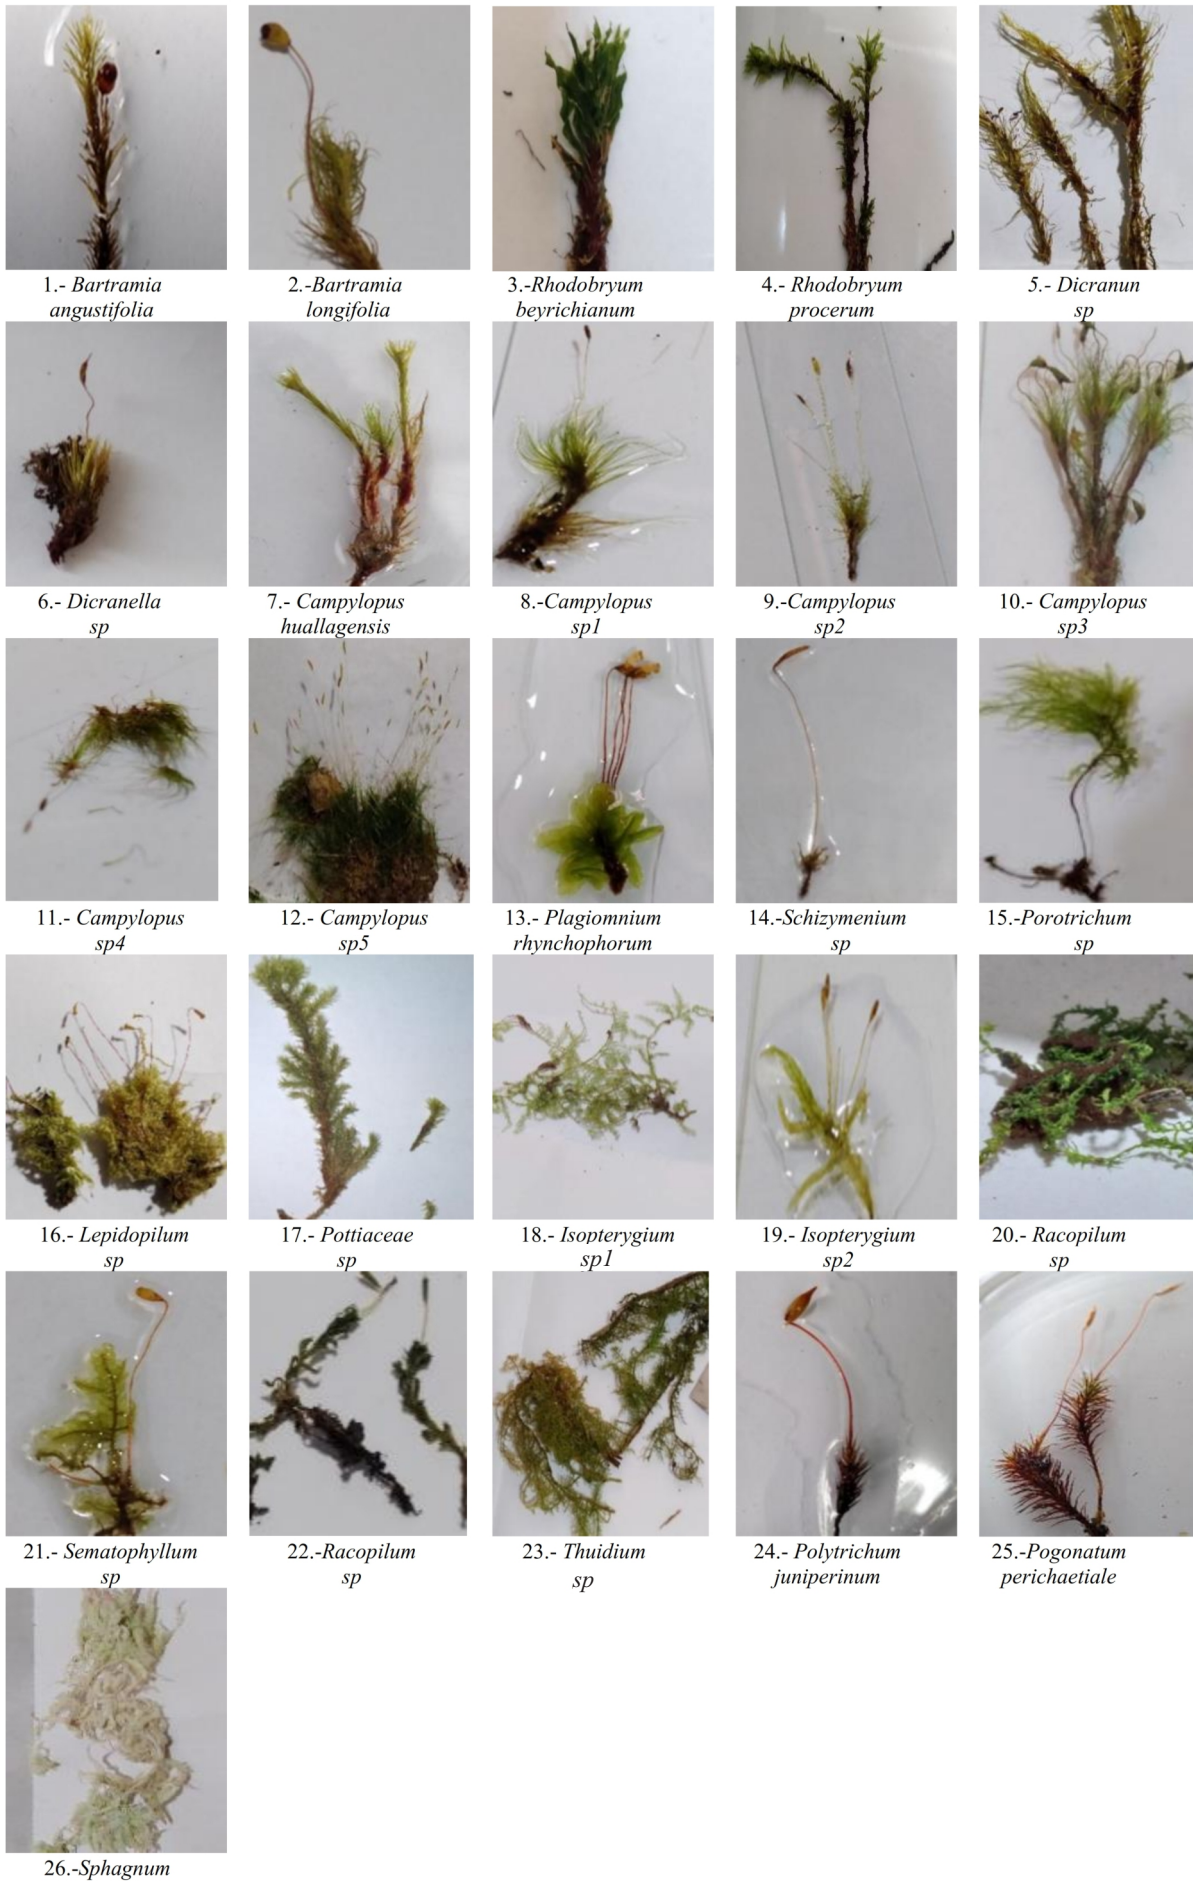 1.- Bartramia
angustifolia
2.-Bartramia
longifolia
3.-Rhodobryum
beyrichianum
4.- Rhodobryum
procerum
5.- Dicranun
sp
6.- Dicranella
sp
7.- Campylopus
huallagensis
8.-Campylopus
sp1
9.-Campylopus
sp2
10.- Campylopus
sp3
11.- Campylopus
sp4
12.- Campylopus
sp5
13.- Plagiomnium
rhynchophorum
14.-Schizymenium
sp
15.-Porotrichum
sp
16.- Lepidopilum
sp
17.- Pottiaceae
sp
18.- Isopterygium
sp1
19.- Isopterygium
sp2
20.- Racopilum
sp
21.- Sematophyllum
sp
22.-Racopilum
sp
23.- Thuidium
sp
24.- Polytrichum
juniperinum
25.-Pogonatum
perichaetiale
26.-Sphagnum